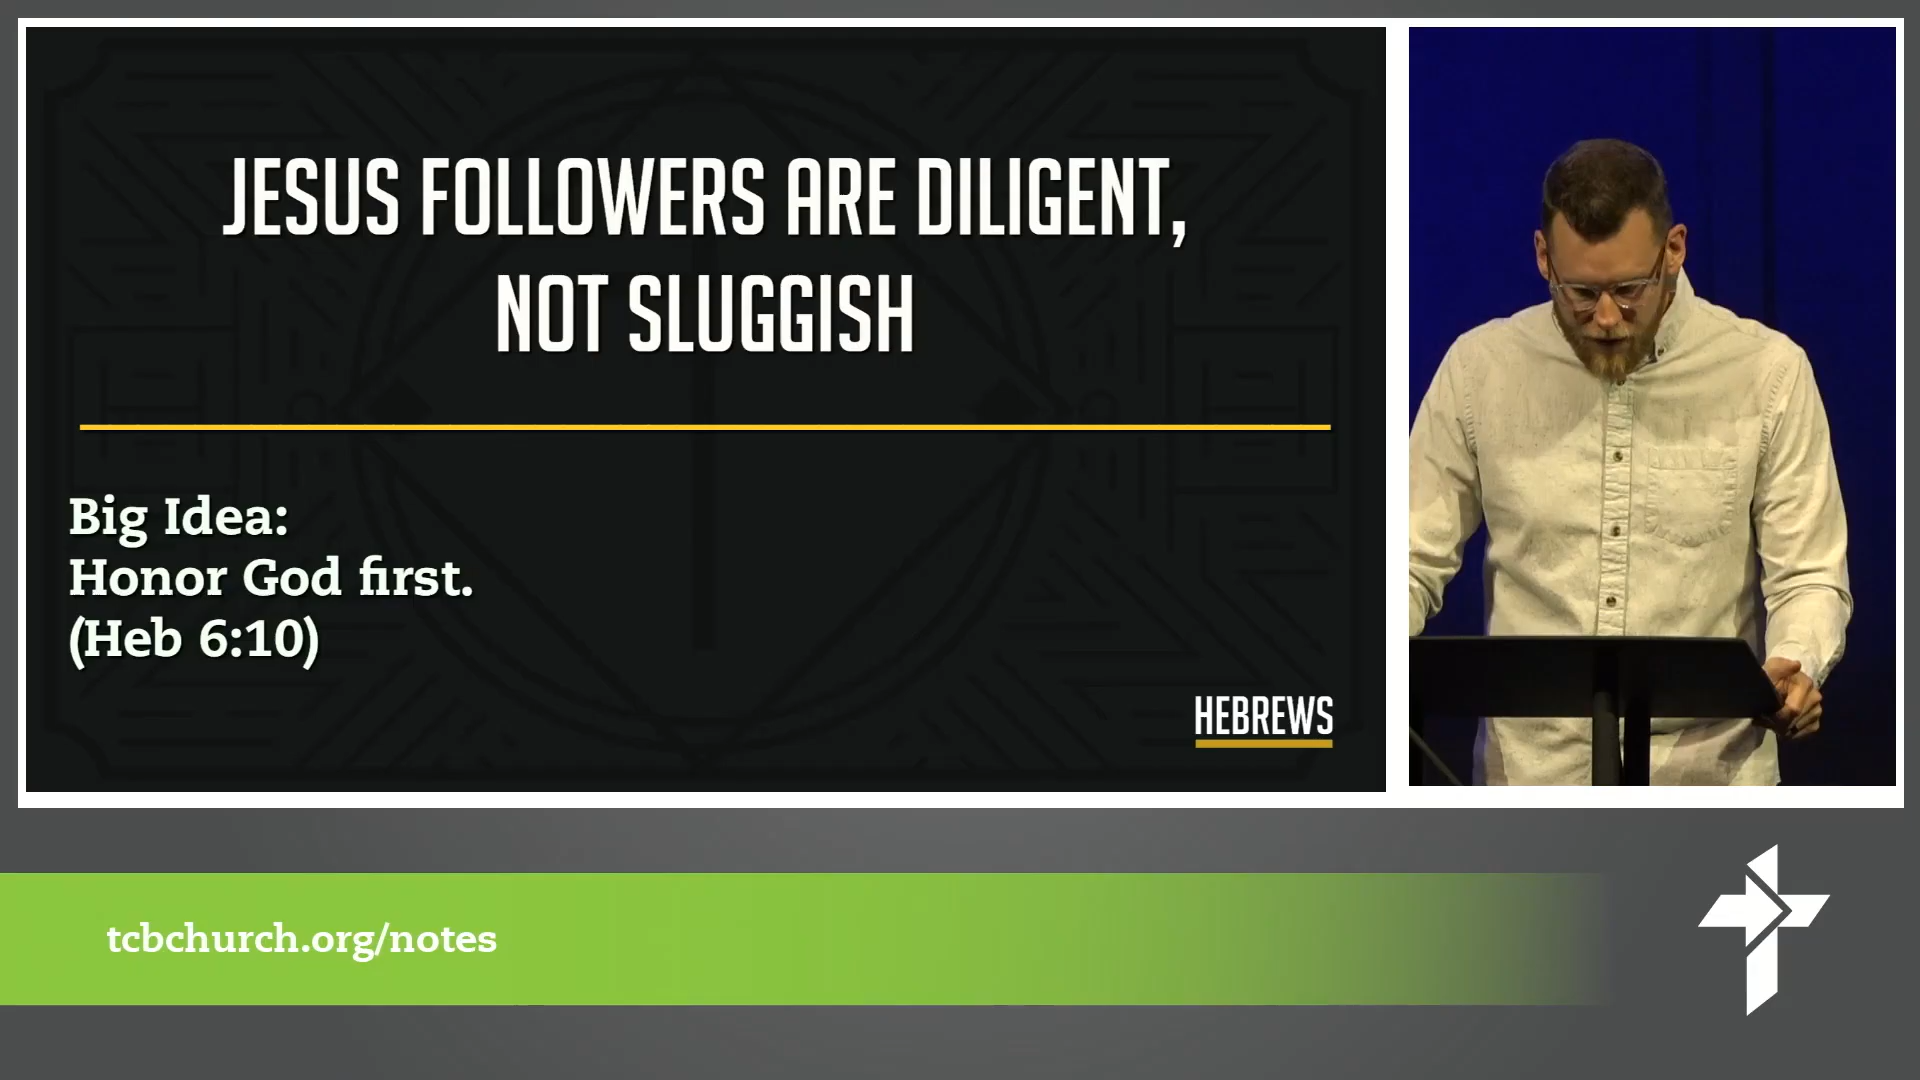 JESUS FOLLOWERS ARE DILIGENT,
NOT SLUGGISH
Big Idea:
Honor God first.
(Heb 6:10)
HEBREWS
tcbchurch.org/notes